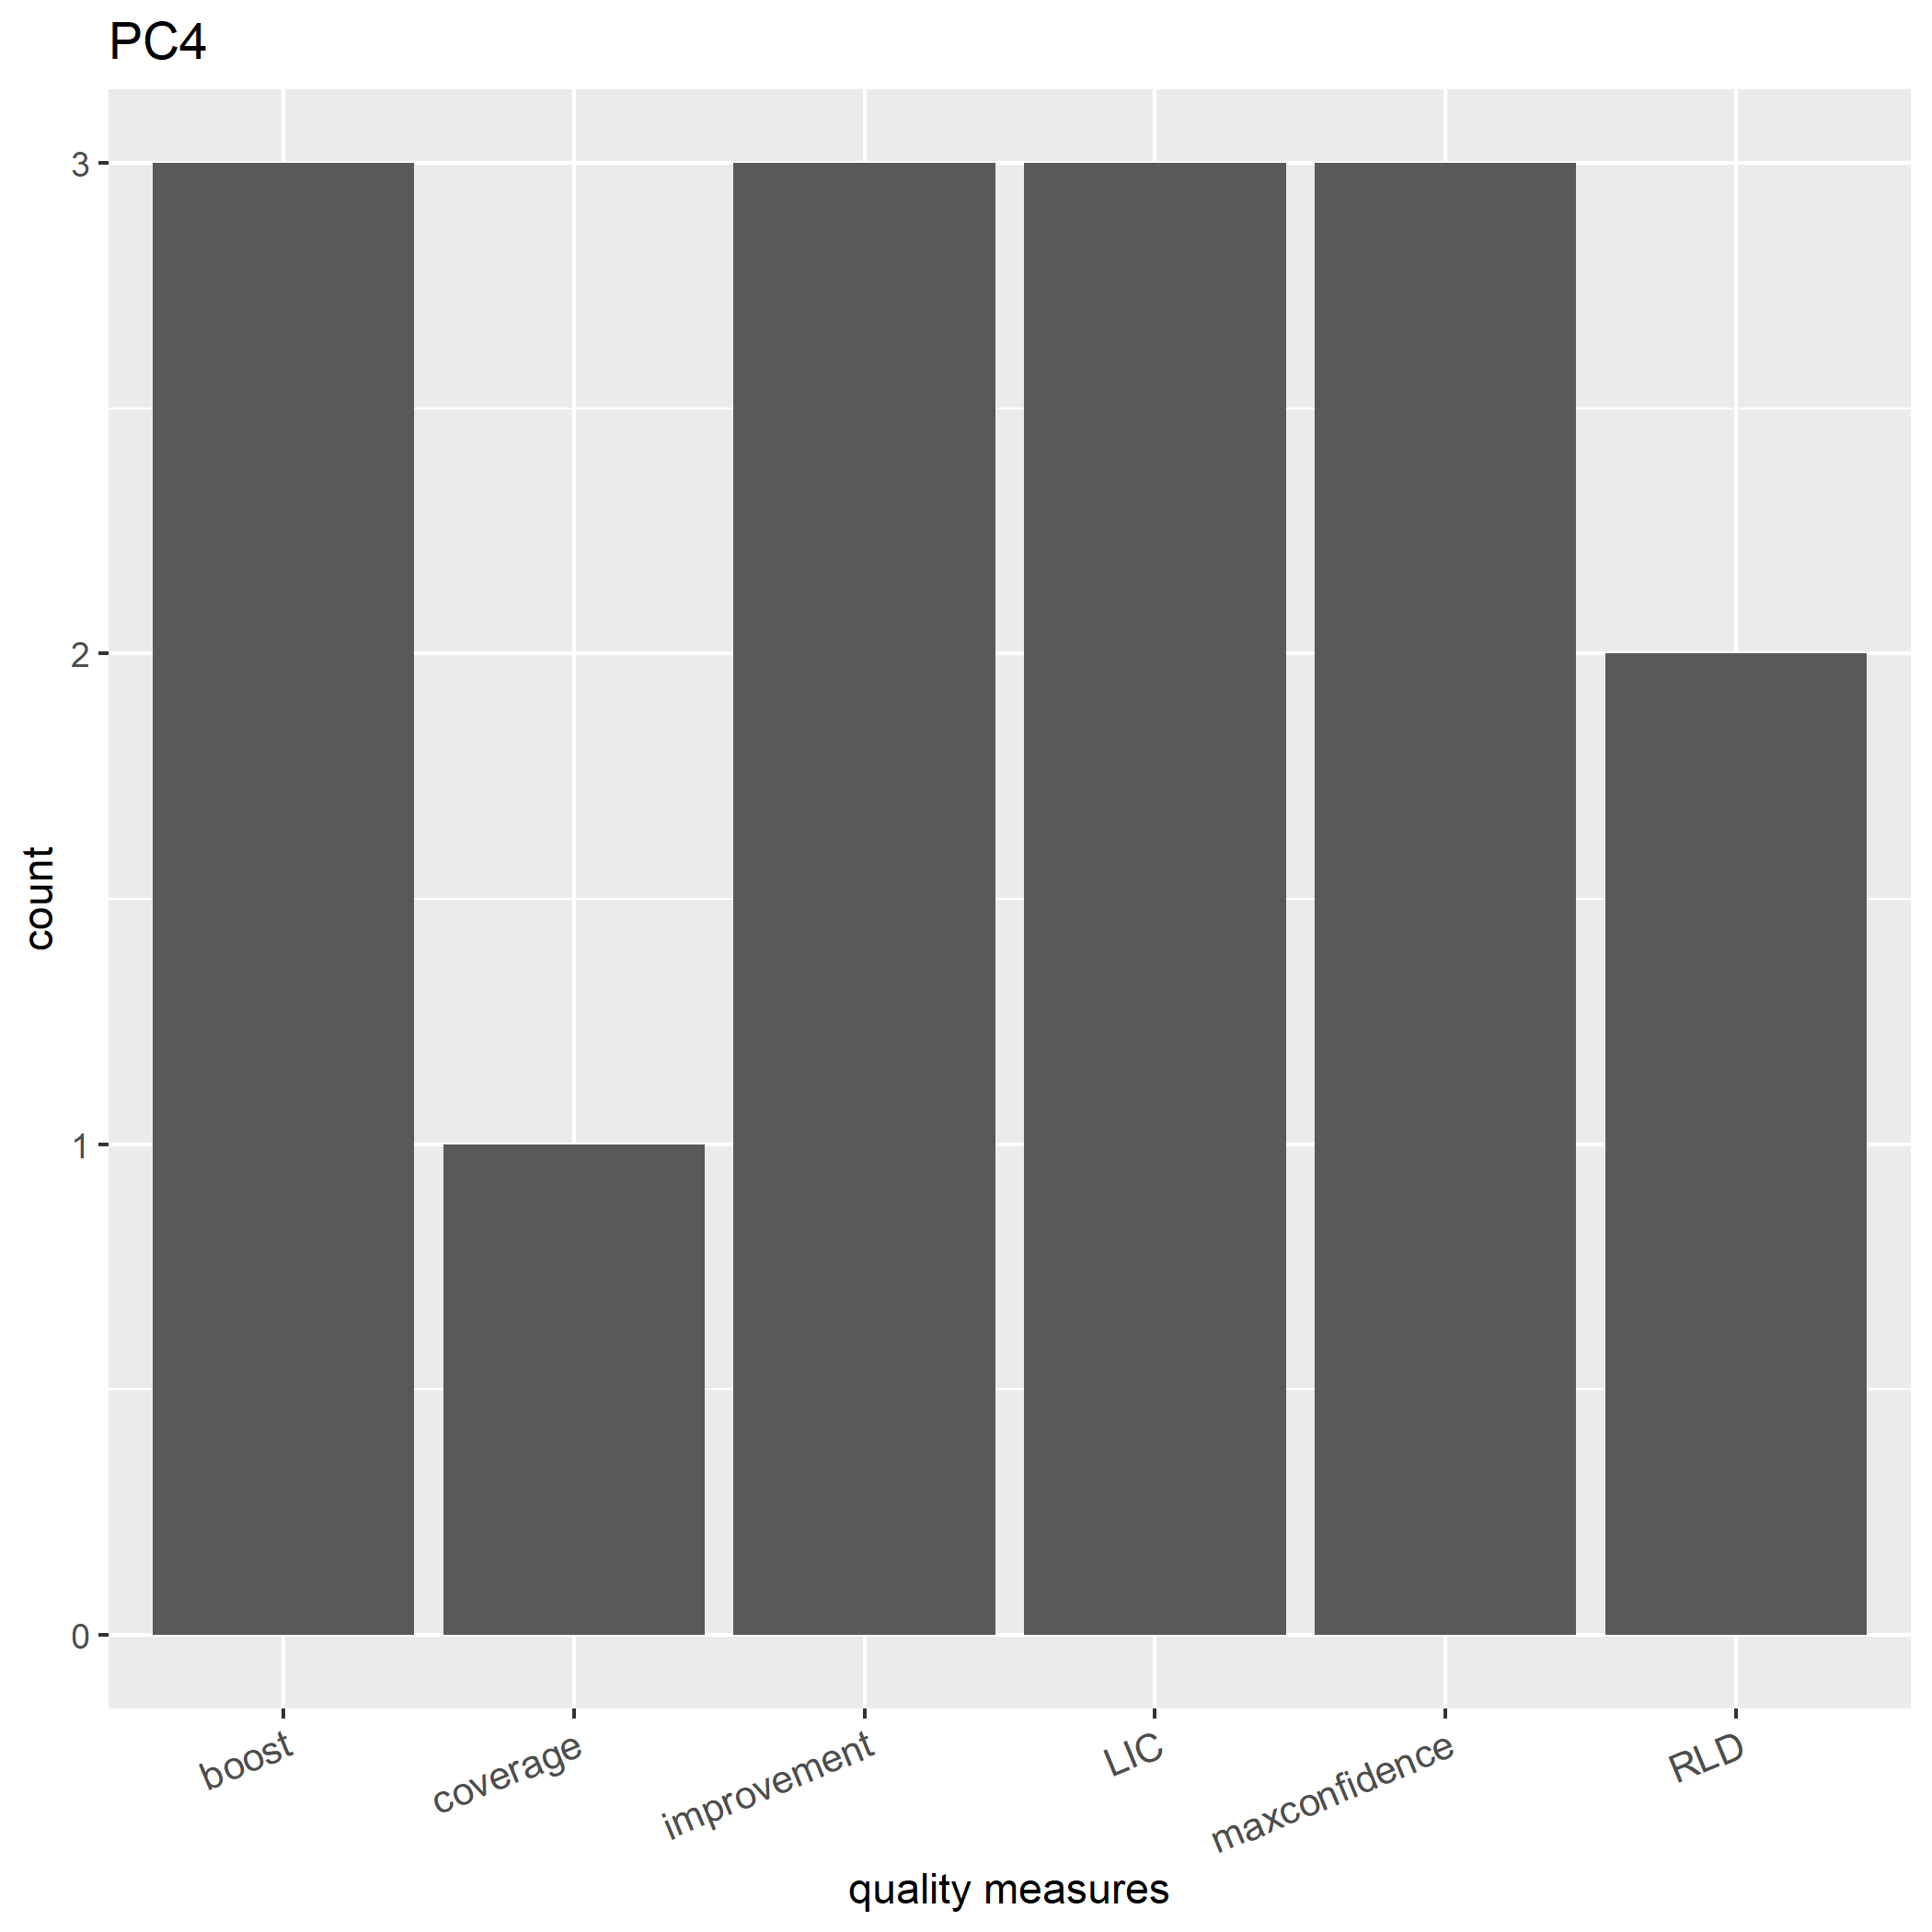 PC4
3
2
1
0
count
boost
coverage
improvement
LIC
maxconfidence
RLD
quality measures